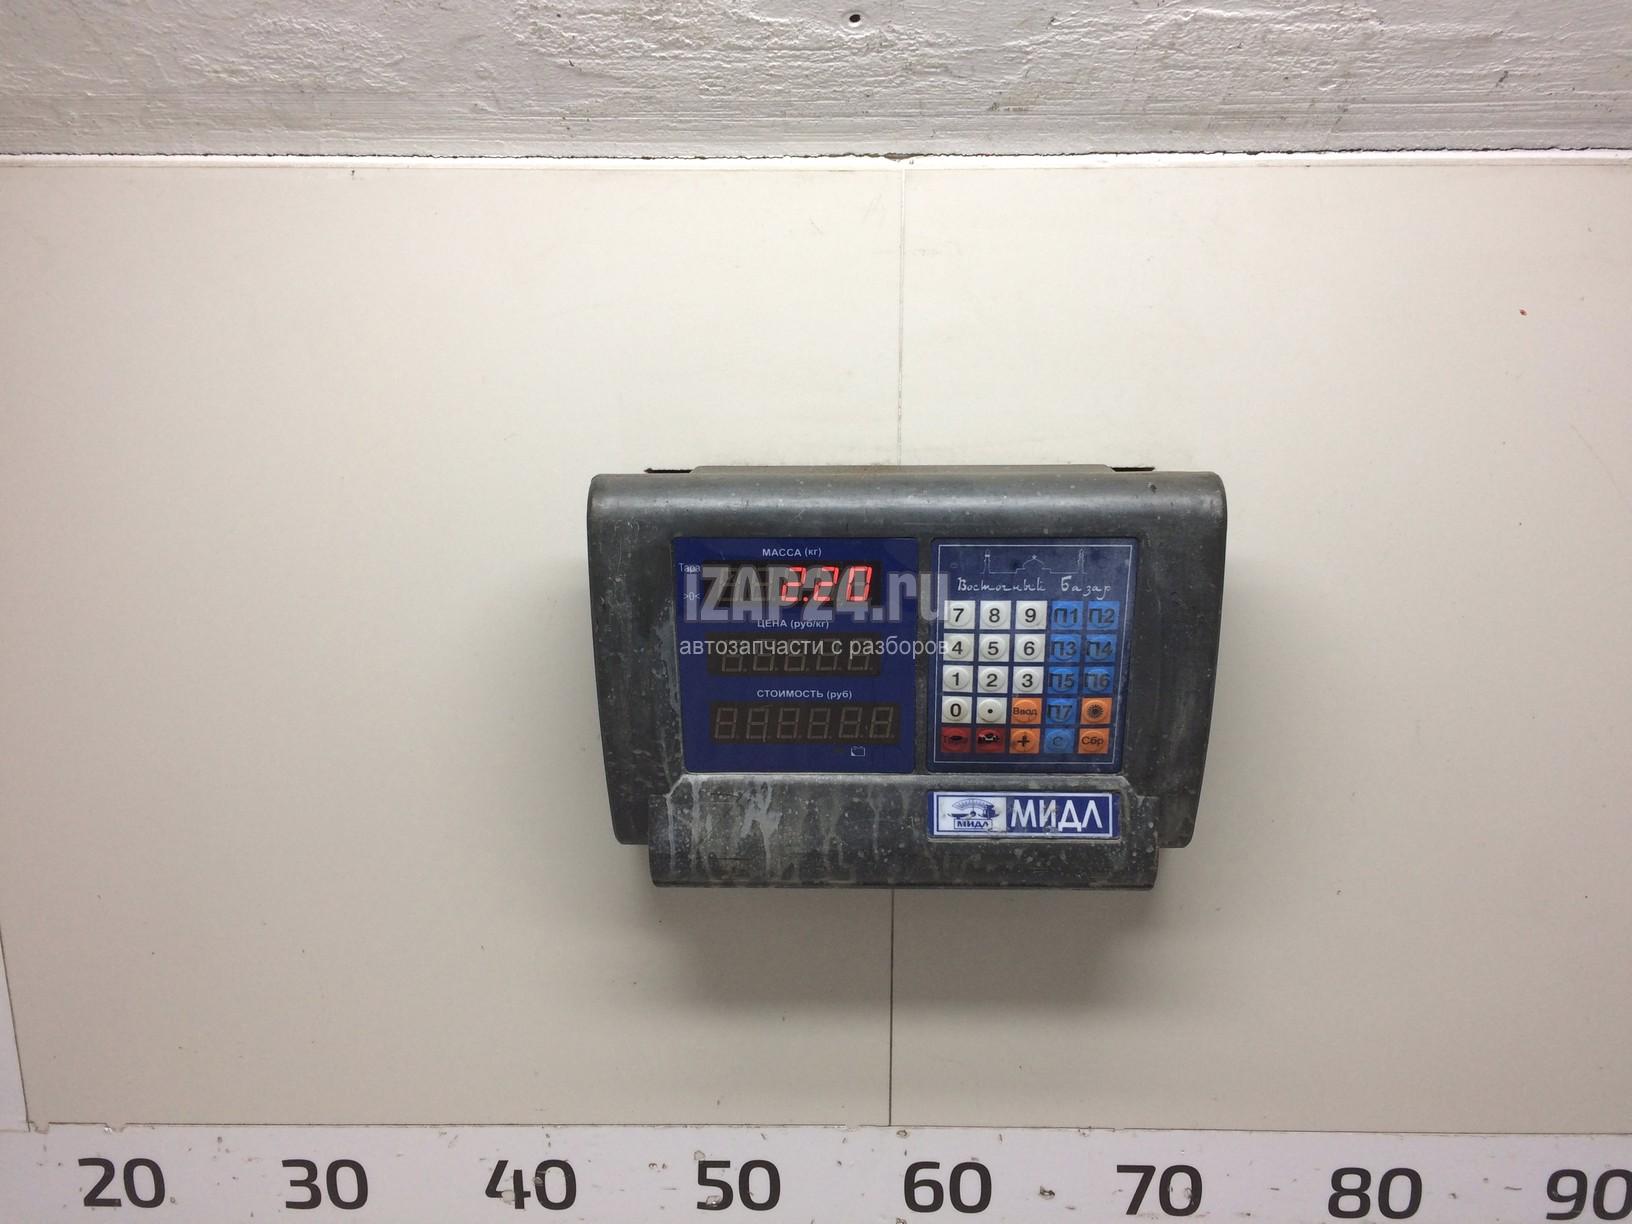 МАССА (кг)
Тара
2.20
>0<
iZAP24.ru
ЦЕНА (руб/кг)
автозапчасти с разборов
СТОИМОСТЬ (руб)
Восточный Базар
7 8 9 П1 П2
4 5 6 П3 П4
1 2 3 П5 П6
0 . Ввод П7
+ С Сбр
МИДЛ
МИДЛ
20 30 40 50 60 70 80 90